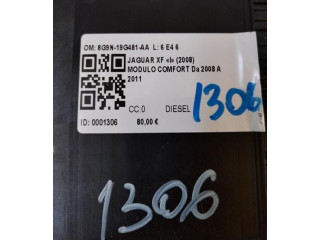 OM: 8G9N-19G481-AA L: 6 E4 6
JAGUAR XF «I» (2008)
MODULO COMFORT Da 2008 A
2011
CC:0 DIESEL
1306
ID: 0001306 80,00 €
1306